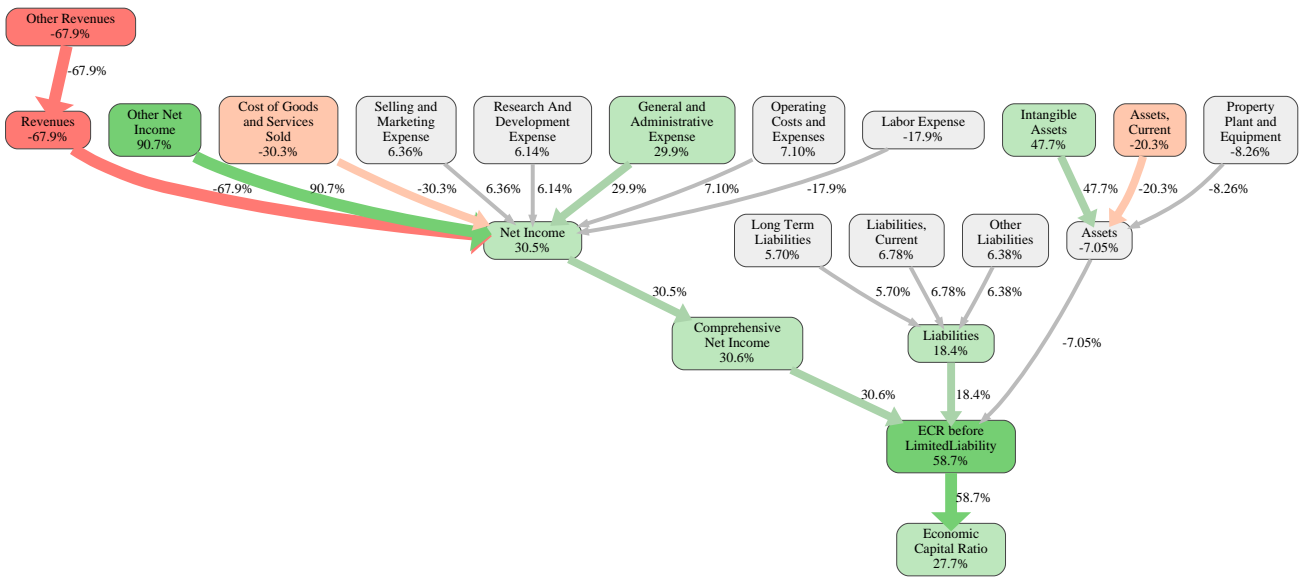 Other Revenues
-67.9%
-67.9%
Revenues
-67.9%
Other Net
Income
90.7%
Cost of Goods
and Services
Sold
-30.3%
Selling and
Marketing
Expense
6.36%
Research And
Development
Expense
6.14%
General and
Administrative
Expense
29.9%
Operating
Costs and
Expenses
7.10%
Labor Expense
-17.9%
Intangible
Assets
47.7%
Assets,
Current
-20.3%
Property
Plant and
Equipment
-8.26%
-67.9%
90.7%
-30.3%
6.36%
6.14%
29.9%
7.10%
-17.9%
47.7%
-20.3%
-8.26%
Net Income
30.5%
Long Term
Liabilities
5.70%
Liabilities,
Current
6.78%
Other
Liabilities
6.38%
Assets
-7.05%
30.5%
5.70%
6.78%
6.38%
Comprehensive
Net Income
30.6%
Liabilities
18.4%
-7.05%
30.6%
18.4%
ECR before
LimitedLiability
58.7%
58.7%
Economic
Capital Ratio
27.7%